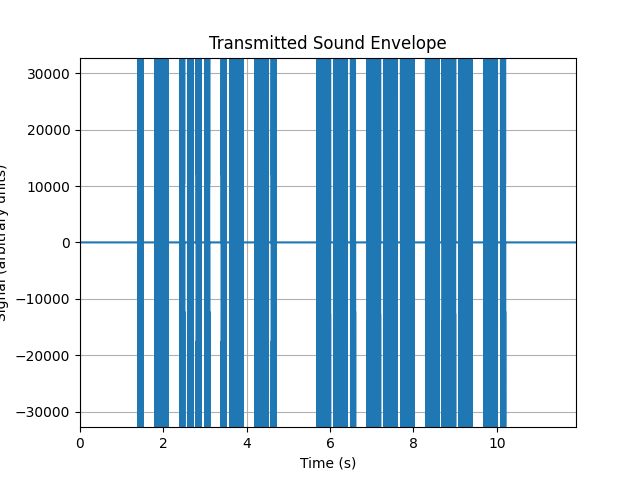 Transmitted Sound Envelope
30000
20000
10000
0
−10000
−20000
−30000
Signal (arbitrary units)
0 2 4 6 8 10
Time (s)